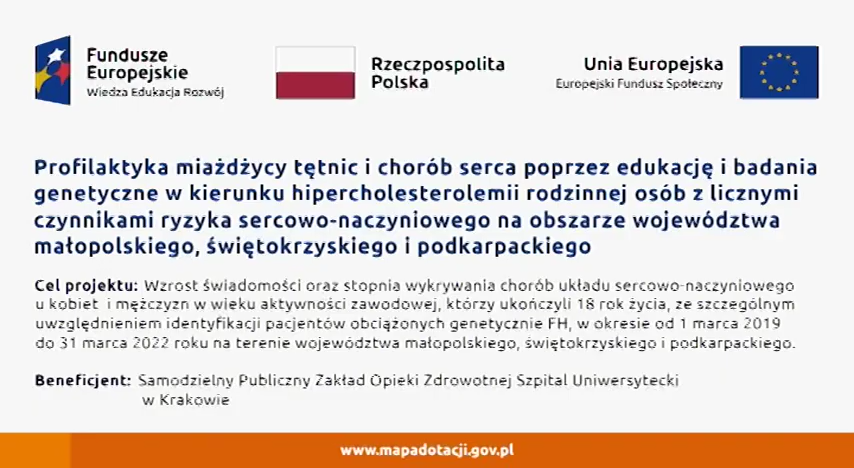 Fundusze
Europejskie
Wiedza Edukacja Rozwój
Rzeczpospolita
Polska
Unia Europejska
Europejski Fundusz Społeczny
Profilaktyka miażdżycy tętnic i chorób serca poprzez edukację i badania
genetyczne w kierunku hipercholesterolemii rodzinnej osób z licznymi
czynnikami ryzyka sercowo-naczyniowego na obszarze województwa
małopolskiego, świętokrzyskiego i podkarpackiego
Cel projektu: Wzrost świadomości oraz stopnia wykrywania chorób układu sercowo-naczyniowego
u kobiet i mężczyzn w wieku aktywności zawodowej, którzy ukończyli 18 rok życia, ze szczególnym
uwzględnieniem identyfikacji pacjentów obciążonych genetycznie FH, w okresie od 1 marca 2019
do 31 marca 2022 roku na terenie województwa małopolskiego, świętokrzyskiego i podkarpackiego.
Beneficjent: Samodzielny Publiczny Zakład Opieki Zdrowotnej Szpital Uniwersytecki
w Krakowie
www.mapadotacji.gov.pl